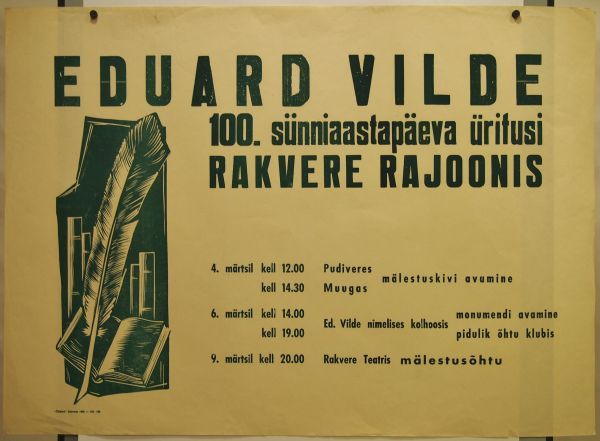 EDUARD VILDE
100. sünniaastapäeva üritusi
RAKVERE RAJOONIS
4. märtsil kell 12.00 Pudiveres mälestuskivi avamine
kell 14.30 Muugas
6. märtsil kell 14.00 Ed. Vilde nimelises kolhoosis monumendi avamine
kell 19.00 pidulik õhtu klubis
9. märtsil kell 20.00 Rakvere Teatris mälestusõhtu